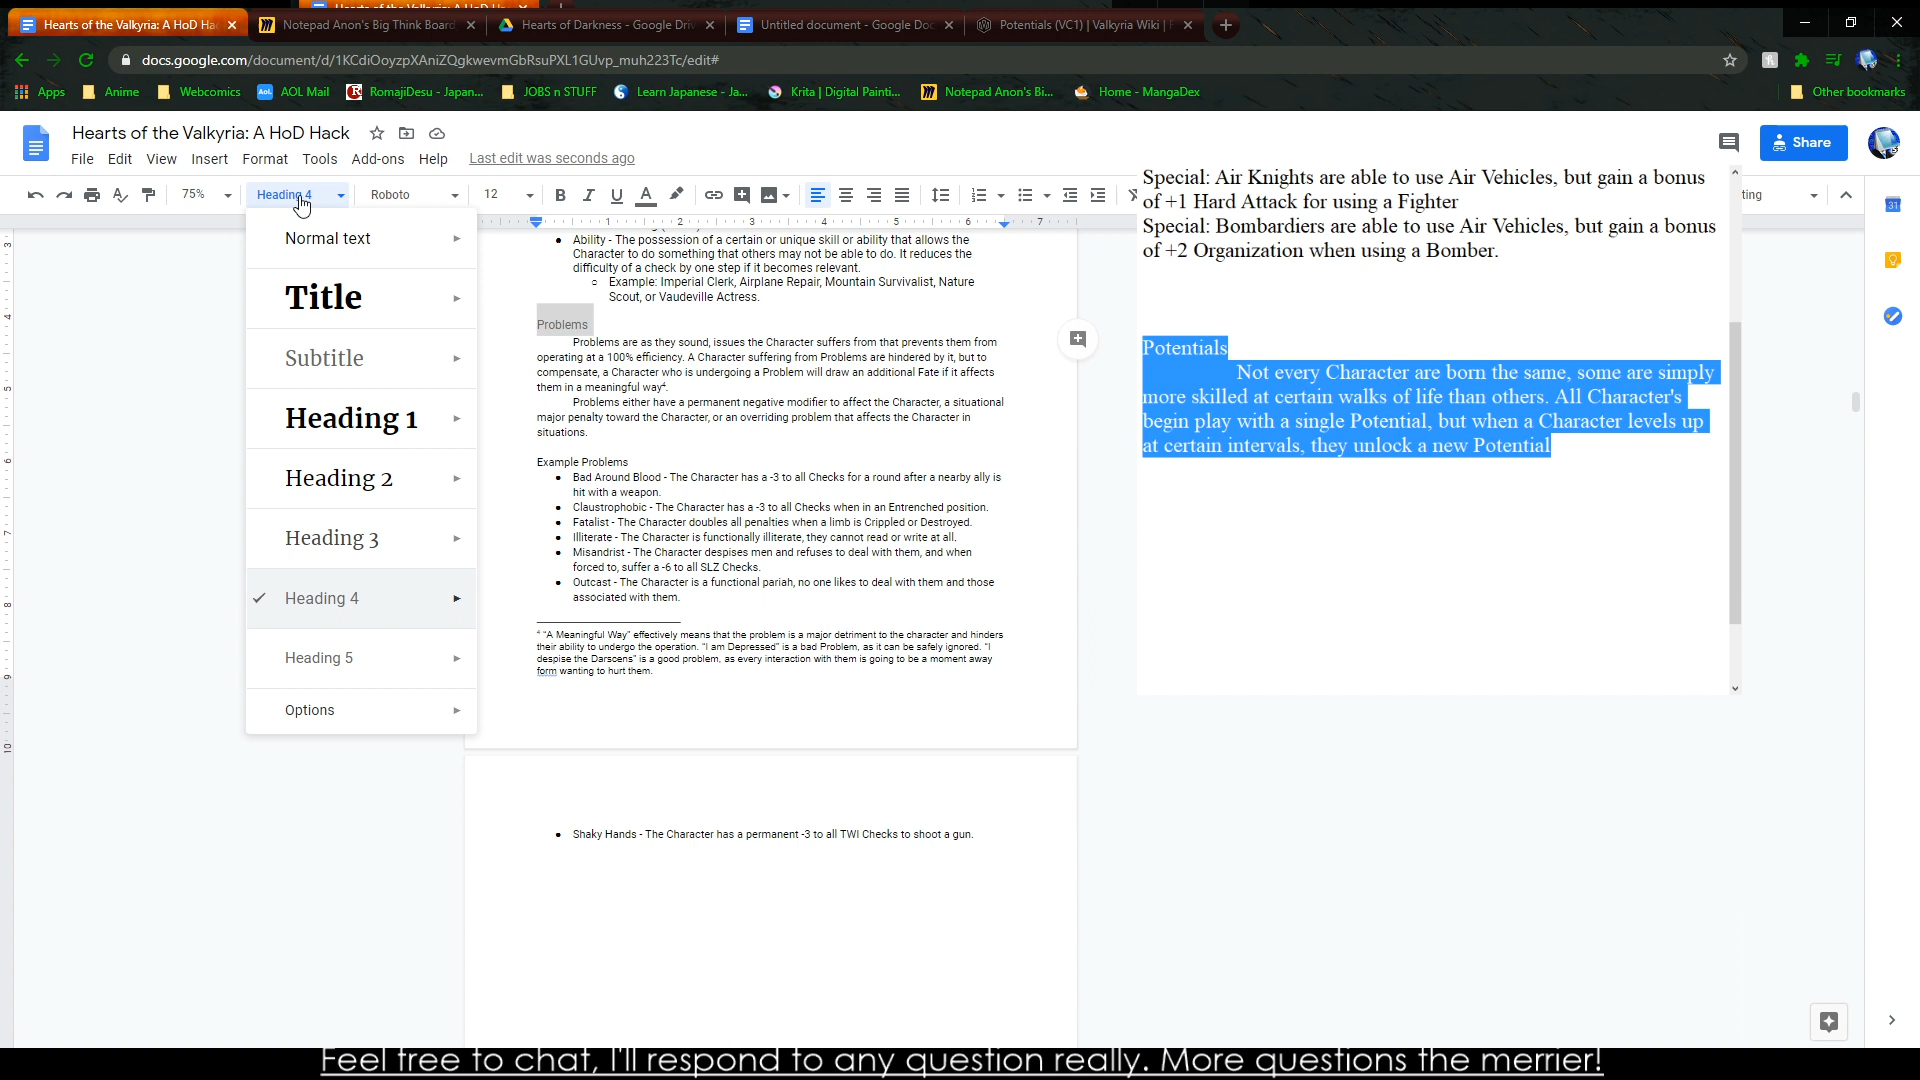 Hearts of the Valkyria: A HoD Ha
Notepad Anon's Big Think Board
Hearts of Darkness - Google Driv
Untitled document - Google Doc
Potentials (VC1) | Valkyria Wiki | F
docs.google.com/document/d/1KCdiOoyzpXAniZQgkwevmGbRsuPXL1GUvp_muh223Tc/edit#
Apps Anime Webcomics AOL Mail RomajiDesu - Japan... JOBS n STUFF Learn Japanese - Ja... Krita | Digital Painti... Notepad Anon's Bi... Home - MangaDex Other bookmarks
Hearts of the Valkyria: A HoD Hack
Share
File Edit View Insert Format Tools Add-ons Help Last edit was seconds ago
75% Heading 4 Roboto 12 B I U A
ting
Normal text
Title
Subtitle
Heading 1
Heading 2
Heading 3
Heading 4
Heading 5
Options
1 2 3 4 5 6 7
3
4
5
6
7
8
9
10
Ability - The possession of a certain or unique skill or ability that allows the
Character to do something that others may not be able to do. It reduces the
difficulty of a check by one step if it becomes relevant.
Example: Imperial Clerk, Airplane Repair, Mountain Survivalist, Nature
Scout, or Vaudeville Actress.
Problems
Problems are as they sound, issues the Character suffers from that prevents them from
operating at a 100% efficiency. A Character suffering from Problems are hindered by it, but to
compensate, a Character who is undergoing a Problem will draw an additional Fate if it affects
them in a meaningful way⁴.
Problems either have a permanent negative modifier to affect the Character, a situational
major penalty toward the Character, or an overriding problem that affects the Character in
situations.
Example Problems
Bad Around Blood - The Character has a -3 to all Checks for a round after a nearby ally is
hit with a weapon.
Claustrophobic - The Character has a -3 to all Checks when in an Entrenched position.
Fatalist - The Character doubles all penalties when a limb is Crippled or Destroyed.
Illiterate - The Character is functionally illiterate, they cannot read or write at all.
Misandrist - The Character despises men and refuses to deal with them, and when
forced to, suffer a -6 to all SLZ Checks.
Outcast - The Character is a functional pariah, no one likes to deal with them and those
associated with them.
⁴ "A Meaningful Way" effectively means that the problem is a major detriment to the character and hinders
their ability to undergo the operation. "I am Depressed" is a bad Problem, as it can be safely ignored. "I
despise the Darscens" is a good problem, as every interaction with them is going to be a moment away
form wanting to hurt them.
Shaky Hands - The Character has a permanent -3 to all TWI Checks to shoot a gun.
Special: Air Knights are able to use Air Vehicles, but gain a bonus
of +1 Hard Attack for using a Fighter
Special: Bombardiers are able to use Air Vehicles, but gain a bonus
of +2 Organization when using a Bomber.
Potentials
Not every Character are born the same, some are simply
more skilled at certain walks of life than others. All Character's
begin play with a single Potential, but when a Character levels up
at certain intervals, they unlock a new Potential
31
Feel free to chat, I'll respond to any question really. More questions the merrier!